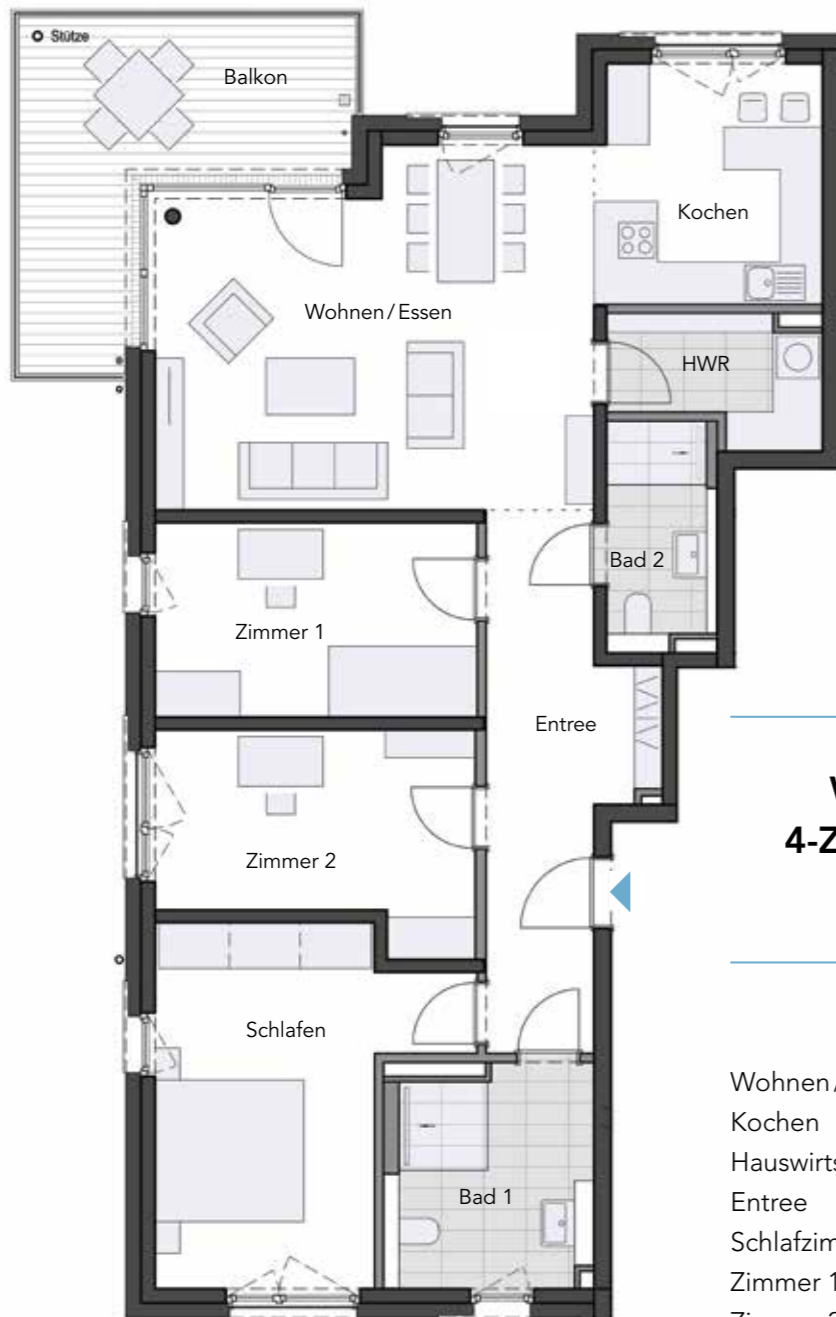 Stütze
Balkon
Kochen
Wohnen / Essen
HWR
Bad 2
Zimmer 1
Entree
4-Z
Zimmer 2
Schlafen
Bad 1
Wohnen /
Kochen
Hauswirts
Entree
Schlafzim
Zimmer 1